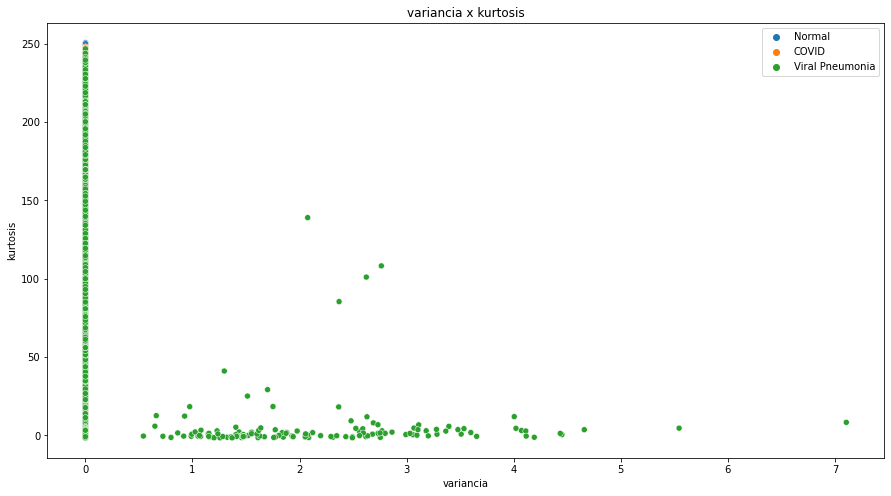 variancia x kurtosis
Normal
COVID
Viral Pneumonia
kurtosis
250
200
150
100
50
0
0 1 2 3 4 5 6 7
variancia